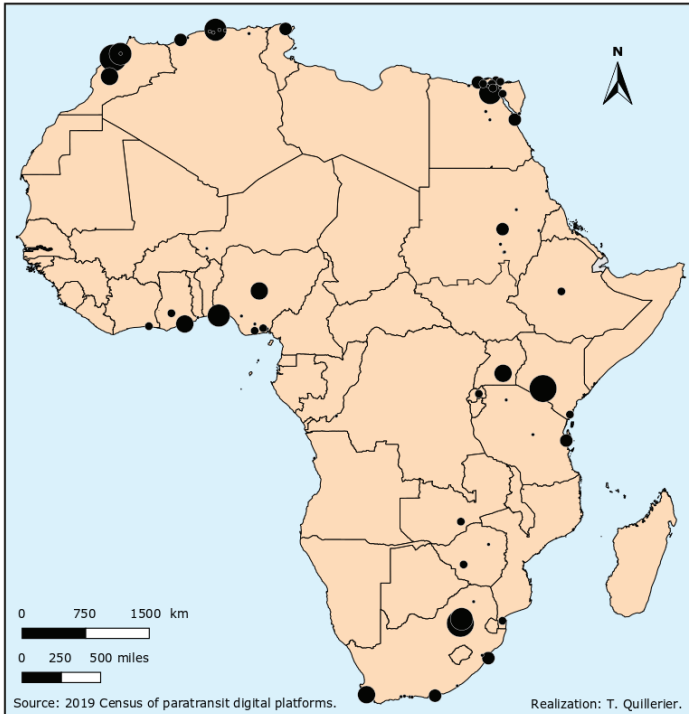 N
0 750 1500 km
0 250 500 miles
Source: 2019 Census of paratransit digital platforms. Realization: T. Quillerier.